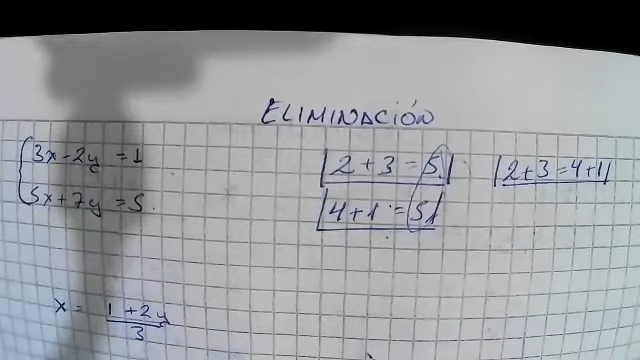 ELIMINACIÓN
3x-2y = 1
5x+7y = 5.
2+3=5
4+1=5
2+3=4+1
x = 1+2y
3